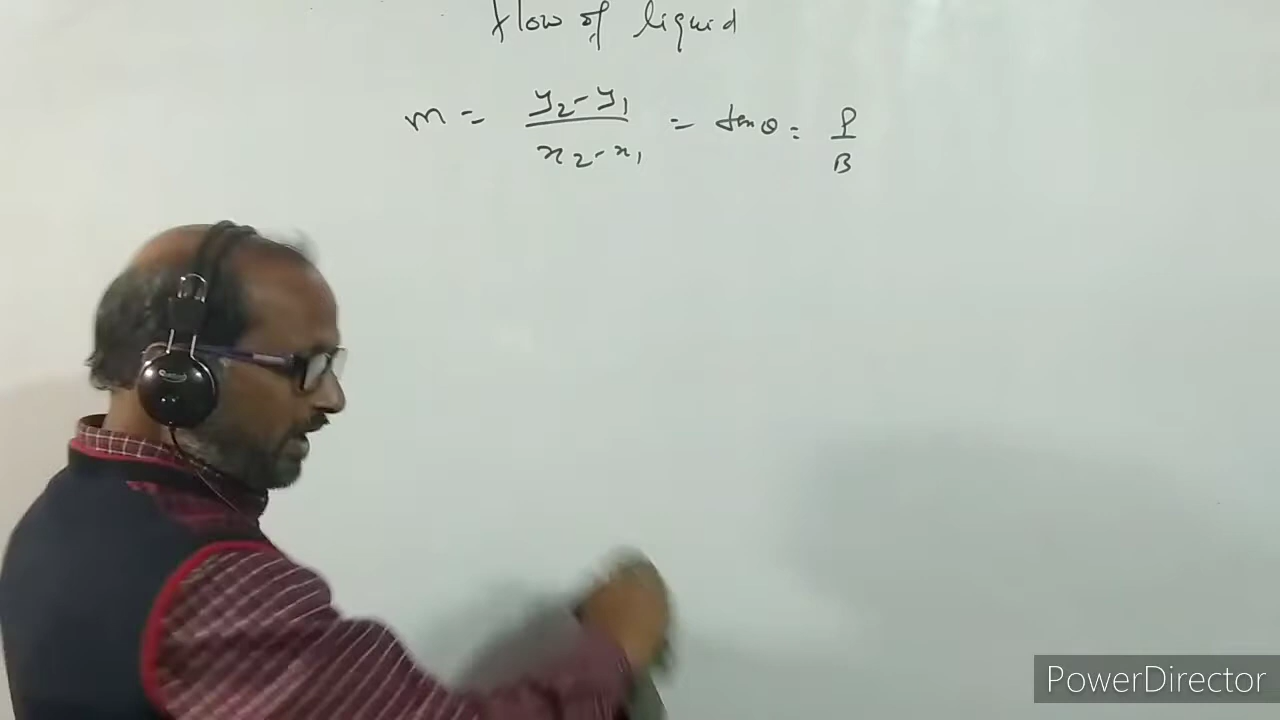 flow of liquid
m = y2-y1 / x2-x1 = tanθ = P / B
PowerDirector